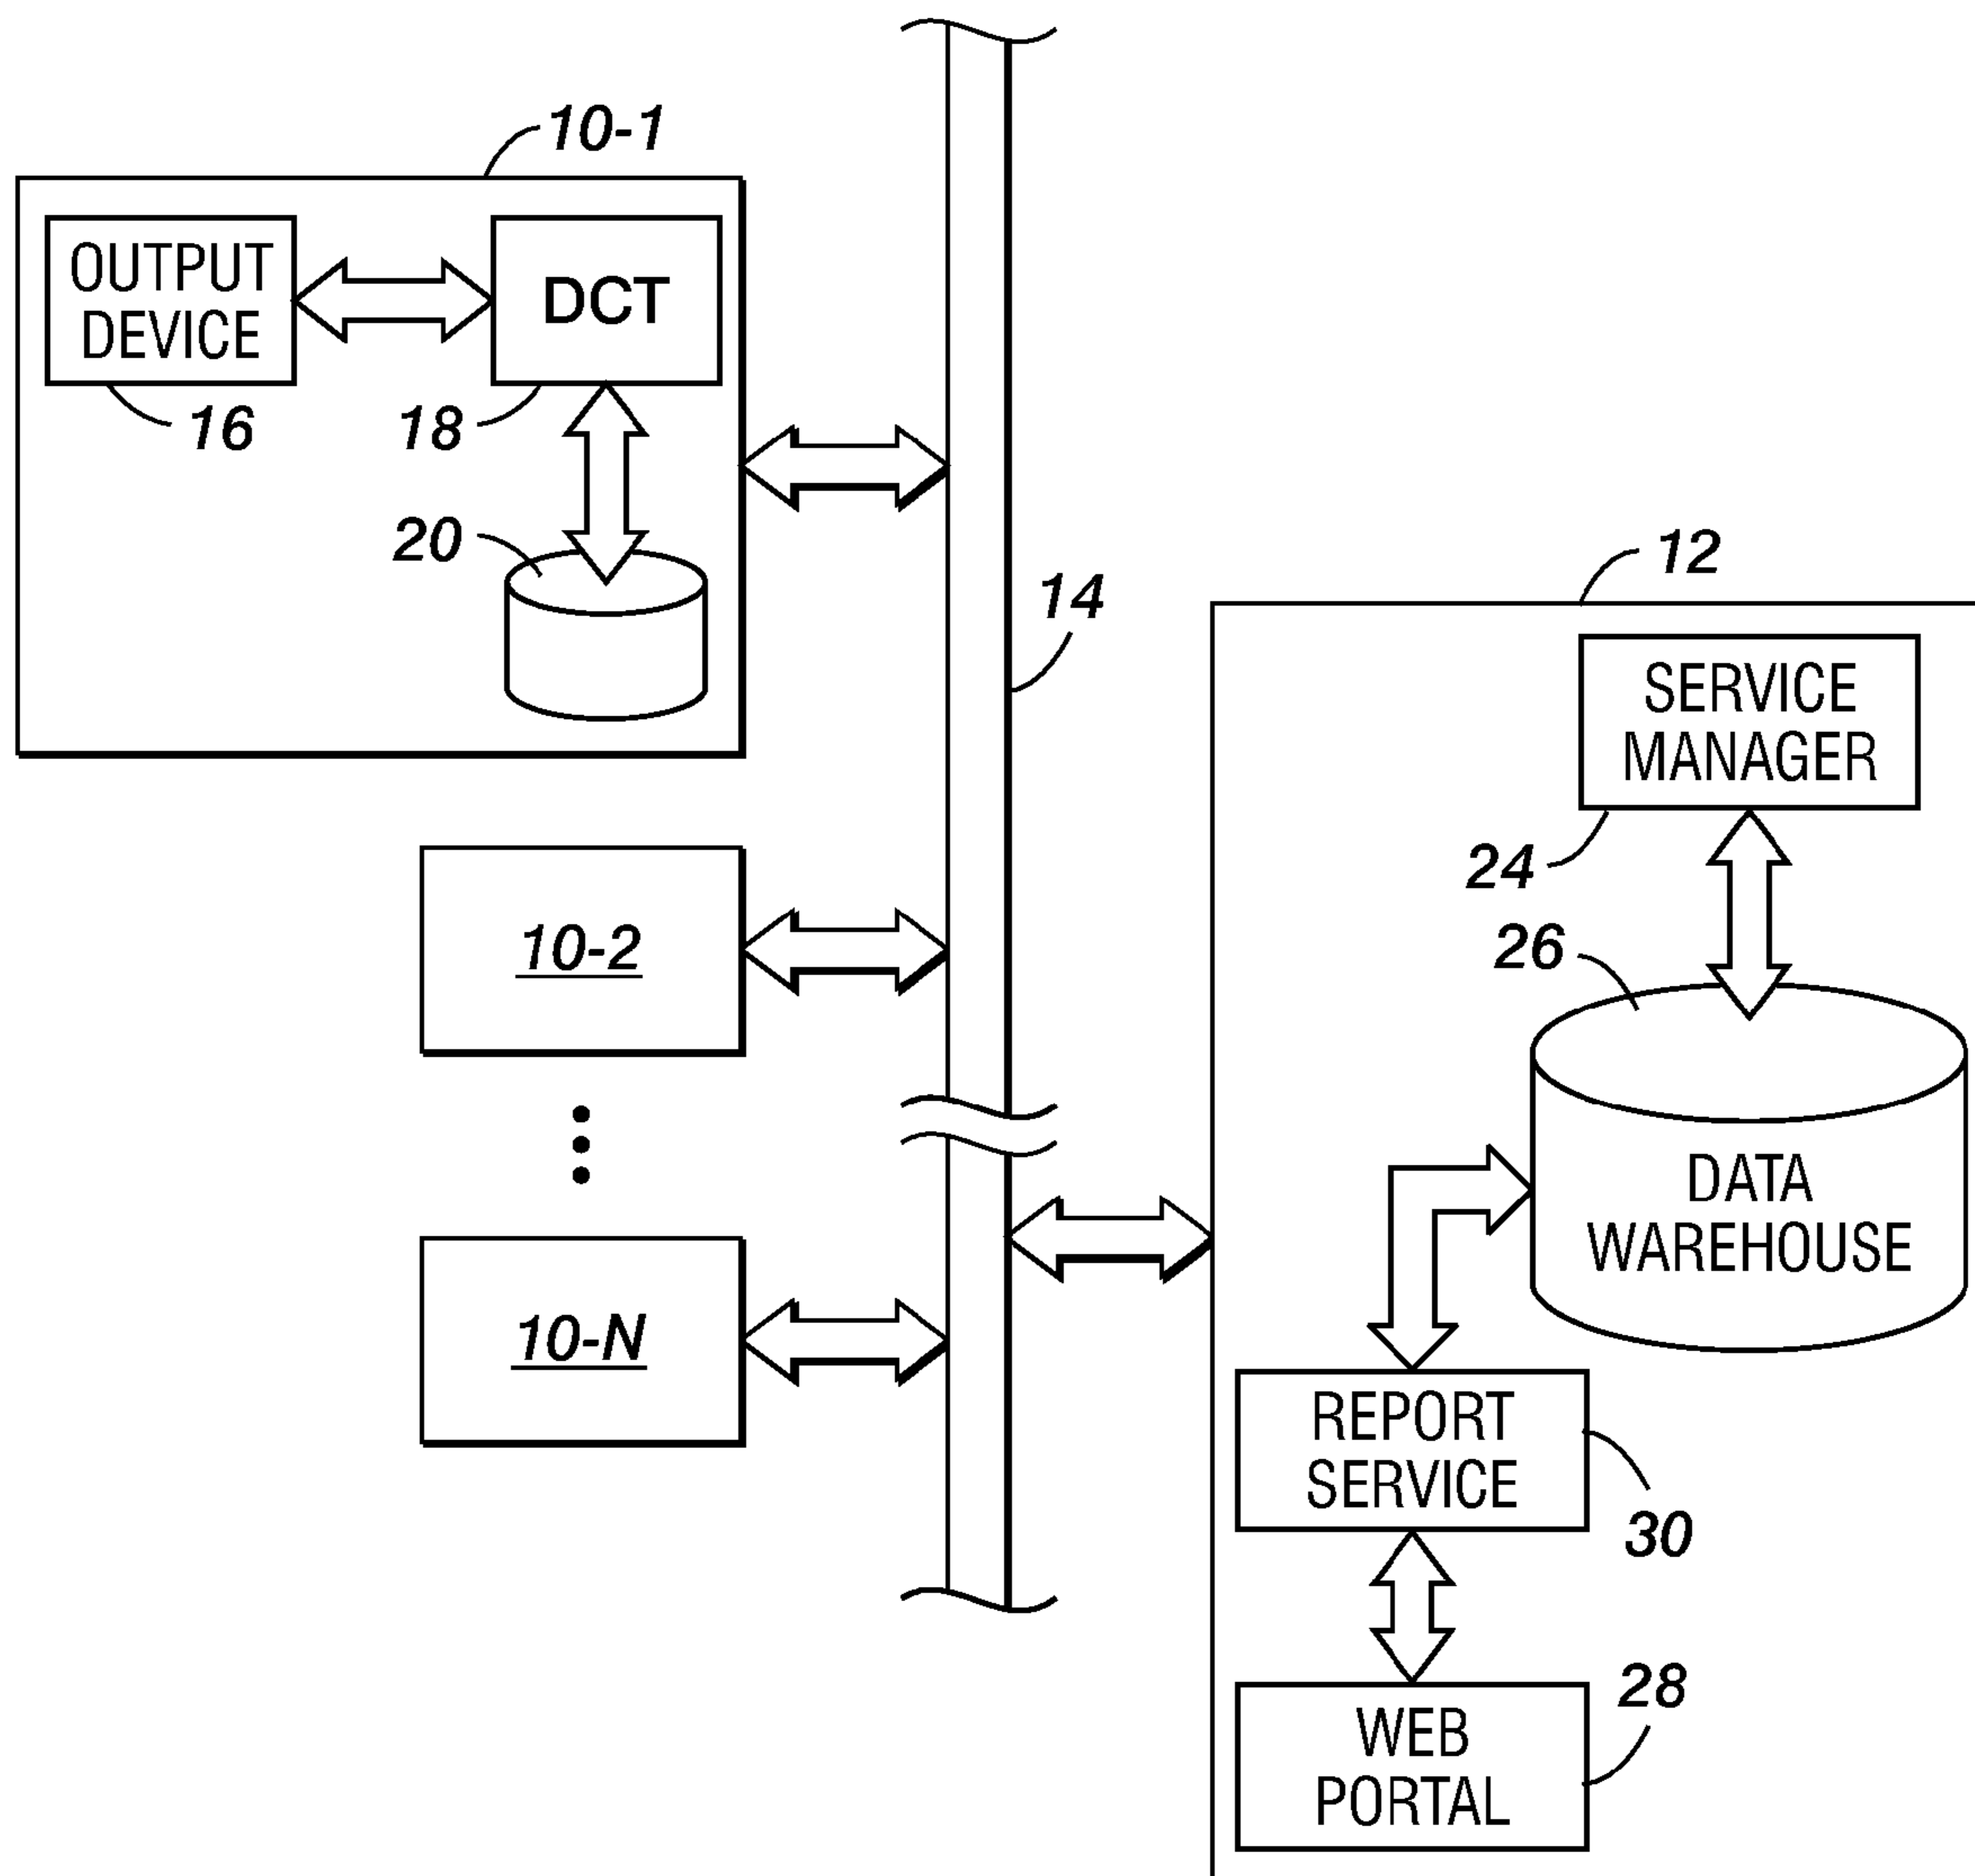 10-1
OUTPUT
DEVICE
DCT
16
18
20
14
12
SERVICE
MANAGER
24
10-2
26
DATA
WAREHOUSE
10-N
REPORT
SERVICE
30
28
WEB
PORTAL